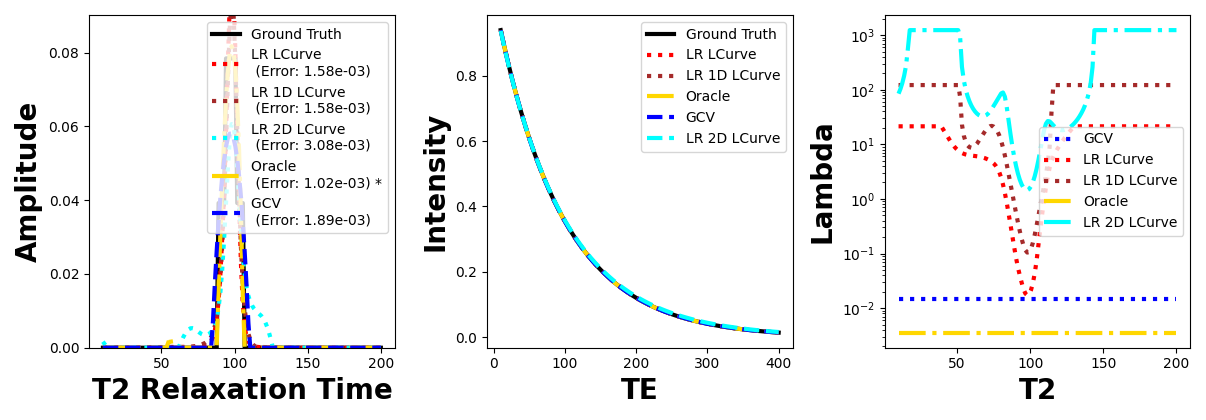 Amplitude
0.08
0.06
0.04
0.02
0.00
50
100
150
200
T2 Relaxation Time
Ground Truth
LR LCurve
(Error: 1.58e-03)
LR 1D LCurve
(Error: 1.58e-03)
LR 2D LCurve
(Error: 3.08e-03)
Oracle
(Error: 1.02e-03) *
GCV
(Error: 1.89e-03)
Intensity
0.8
0.6
0.4
0.2
0.0
0
100
200
300
400
TE
Ground Truth
LR LCurve
LR 1D LCurve
Oracle
GCV
LR 2D LCurve
Lambda
10³
10²
10¹
10⁰
10⁻¹
10⁻²
50
100
150
200
T2
GCV
LR LCurve
LR 1D LCurve
Oracle
LR 2D LCurve